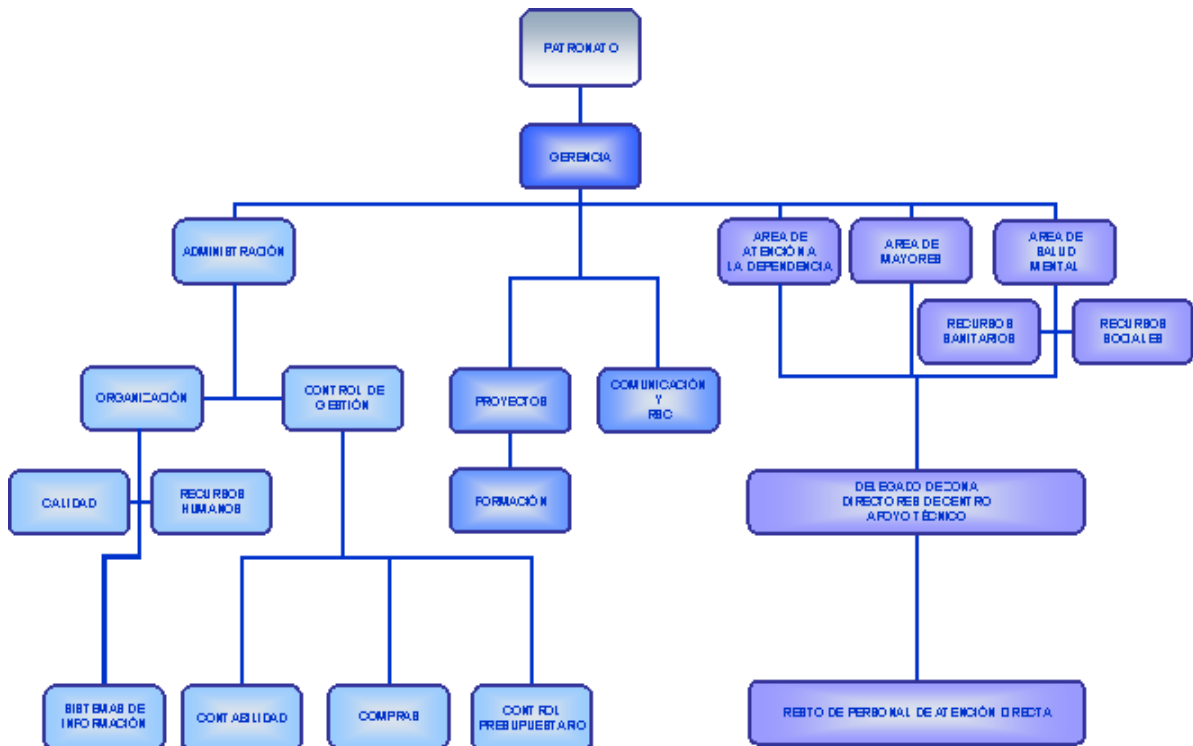 PATRONATO
GERENCIA
ADMINISTRACIÓN
AREA DE
ATENCIÓN A
LA DEPENDENCIA
AREA DE
MAYORES
AREA DE
SALUD
MENTAL
RECURSOS
SANITARIOS
RECURSOS
SOCIALES
ORGANIZACIÓN
CONTROL DE
GESTIÓN
PROYECTOS
COMUNICACIÓN
Y
RSC
CALIDAD
RECURSOS
HUMANOS
FORMACIÓN
DELEGADO DE ZONA
DIRECTORES DE CENTRO
APOYO TÉCNICO
SISTEMAS DE
INFORMACIÓN
CONTABILIDAD
COMPRAS
CONTROL
PRESUPUESTARIO
RESTO DE PERSONAL DE ATENCIÓN DIRECTA